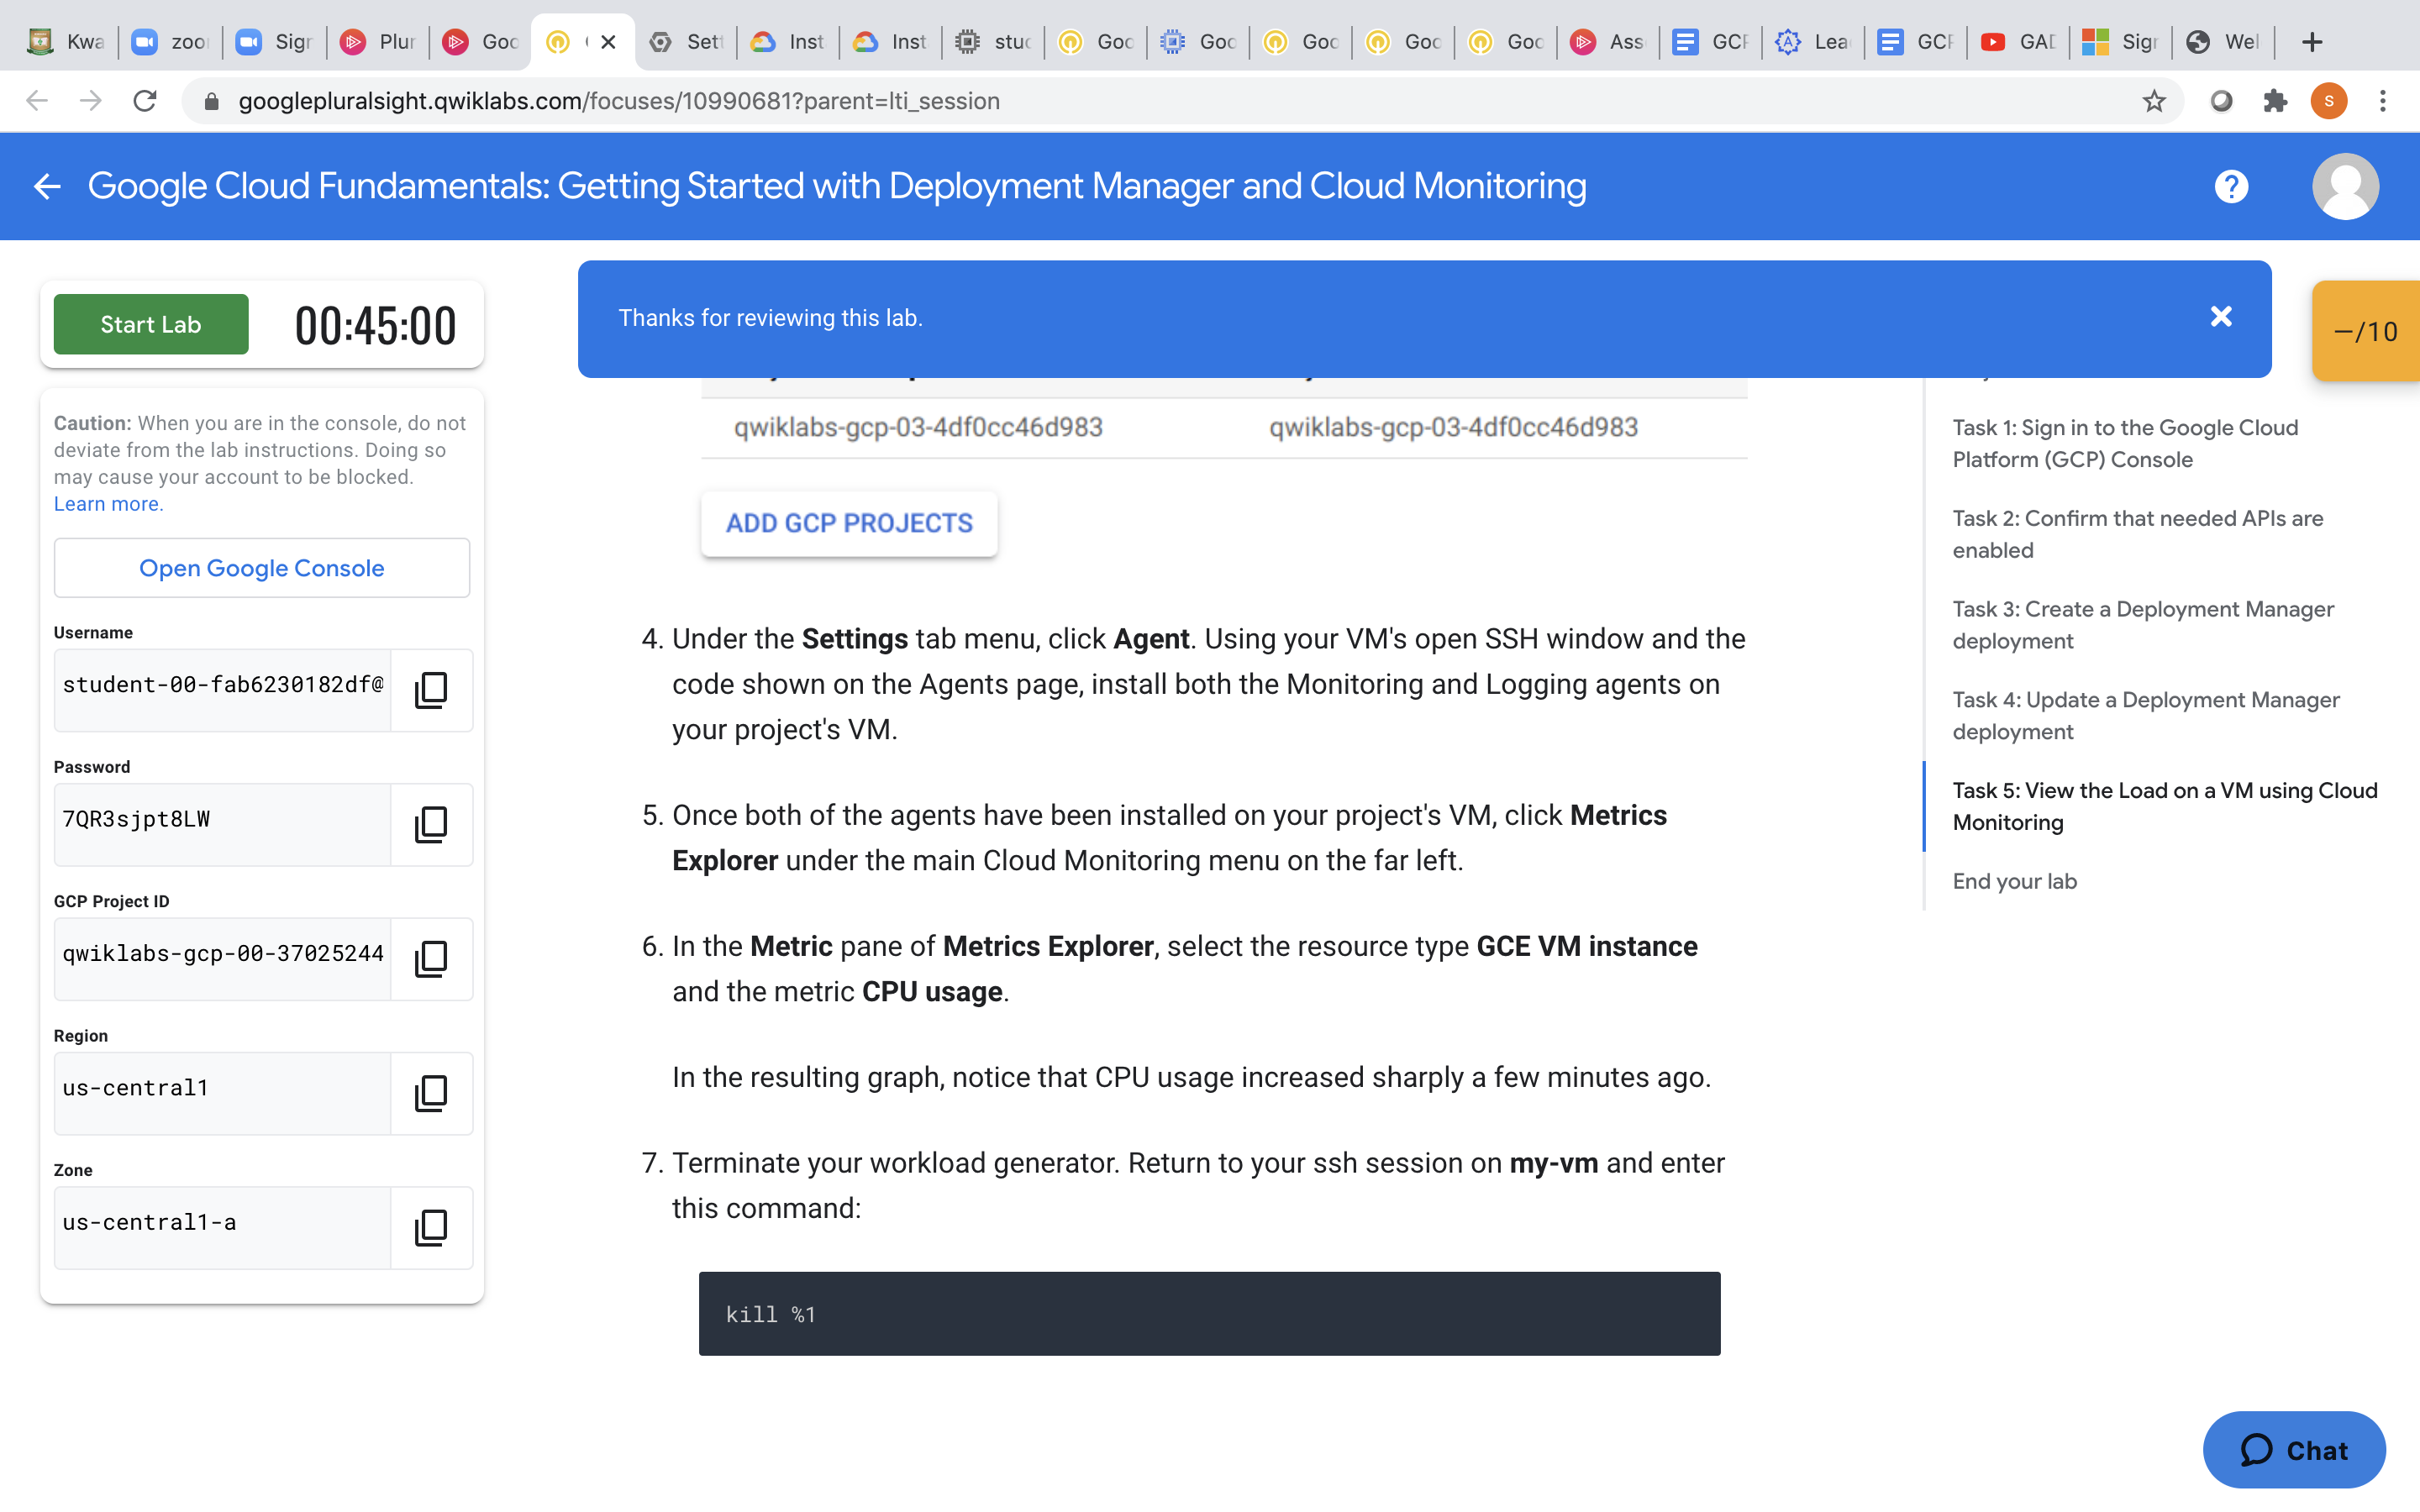 Kwa
zoo
Sigr
Plur
Goo
Sett
Inst
Inst
stud
Goo
Goo
Goo
Goo
Goo
Ass
GCF
Lea
GCF
GAD
Sigr
Wel
googlepluralsight.qwiklabs.com/focuses/10990681?parent=lti_session
S
Google Cloud Fundamentals: Getting Started with Deployment Manager and Cloud Monitoring
Start Lab
00:45:00
Thanks for reviewing this lab.
–/10
Caution: When you are in the console, do not
deviate from the lab instructions. Doing so
may cause your account to be blocked.
Learn more.
Open Google Console
Username
student-00-fab6230182df@
Password
7QR3sjpt8LW
GCP Project ID
qwiklabs-gcp-00-37025244
Region
us-central1
Zone
us-central1-a
qwiklabs-gcp-03-4df0cc46d983 qwiklabs-gcp-03-4df0cc46d983
ADD GCP PROJECTS
4. Under the Settings tab menu, click Agent. Using your VM's open SSH window and the
code shown on the Agents page, install both the Monitoring and Logging agents on
your project's VM.
5. Once both of the agents have been installed on your project's VM, click Metrics
Explorer under the main Cloud Monitoring menu on the far left.
6. In the Metric pane of Metrics Explorer, select the resource type GCE VM instance
and the metric CPU usage.
In the resulting graph, notice that CPU usage increased sharply a few minutes ago.
7. Terminate your workload generator. Return to your ssh session on my-vm and enter
this command:
kill %1
Task 1: Sign in to the Google Cloud
Platform (GCP) Console
Task 2: Confirm that needed APIs are
enabled
Task 3: Create a Deployment Manager
deployment
Task 4: Update a Deployment Manager
deployment
Task 5: View the Load on a VM using Cloud
Monitoring
End your lab
Chat